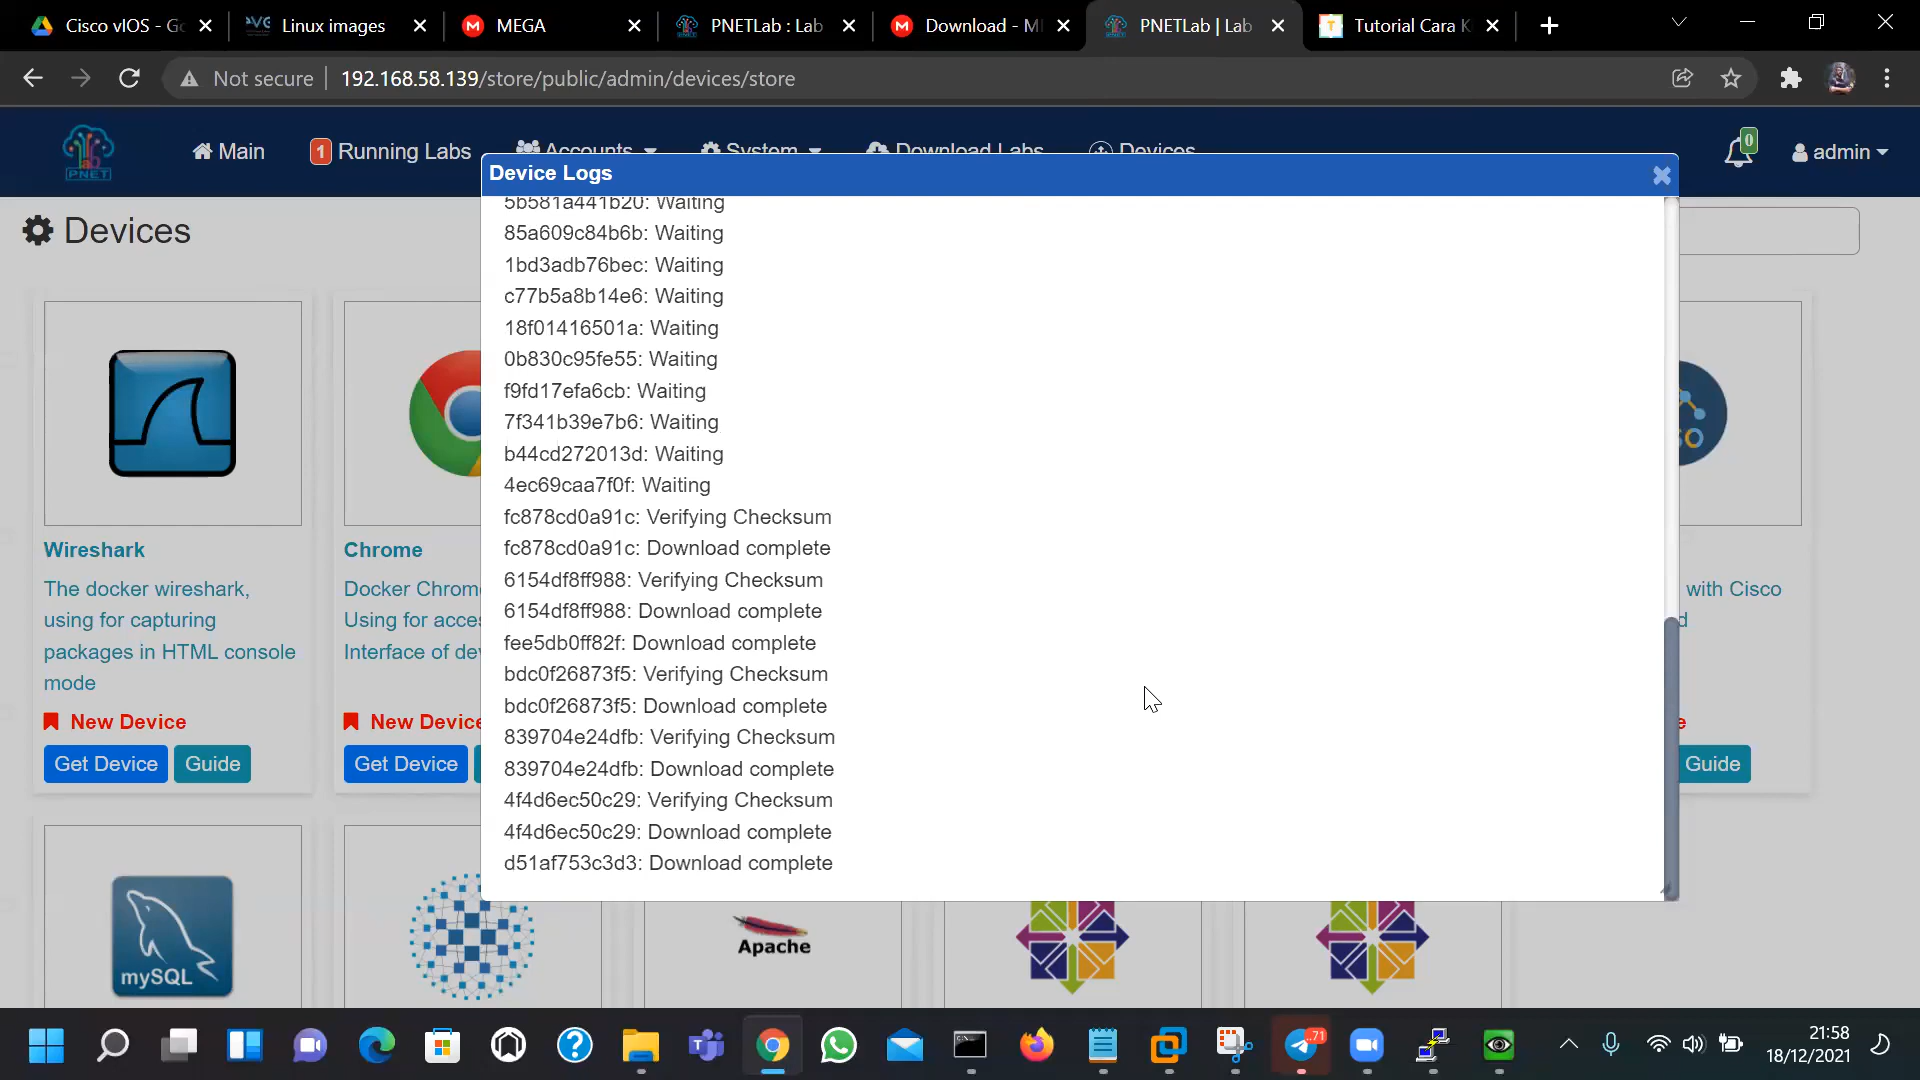 Cisco vIOS - Go
Linux images
MEGA
PNETLab : Lab
Download - M
PNETLab | Lab
Tutorial Cara K
Not secure
192.168.58.139/store/public/admin/devices/store
PNET
Main
1 Running Labs
Accounts
System
Download Labs
Devices
0
admin
Device Logs
Devices
5b581a441b20: Waiting
85a609c84b6b: Waiting
1bd3adb76bec: Waiting
c77b5a8b14e6: Waiting
18f01416501a: Waiting
0b830c95fe55: Waiting
f9fd17efa6cb: Waiting
7f341b39e7b6: Waiting
b44cd272013d: Waiting
4ec69caa7f0f: Waiting
fc878cd0a91c: Verifying Checksum
fc878cd0a91c: Download complete
6154df8ff988: Verifying Checksum
6154df8ff988: Download complete
fee5db0ff82f: Download complete
bdc0f26873f5: Verifying Checksum
bdc0f26873f5: Download complete
839704e24dfb: Verifying Checksum
839704e24dfb: Download complete
4f4d6ec50c29: Verifying Checksum
4f4d6ec50c29: Download complete
d51af753c3d3: Download complete
Wireshark
The docker wireshark,
using for capturing
packages in HTML console
mode
New Device
Get Device
Guide
Chrome
Docker Chrom
Using for acce
Interface of de
New Device
Get Device
SO
with Cisco
d
e
Guide
mySQL
Apache
71
21:58
18/12/2021